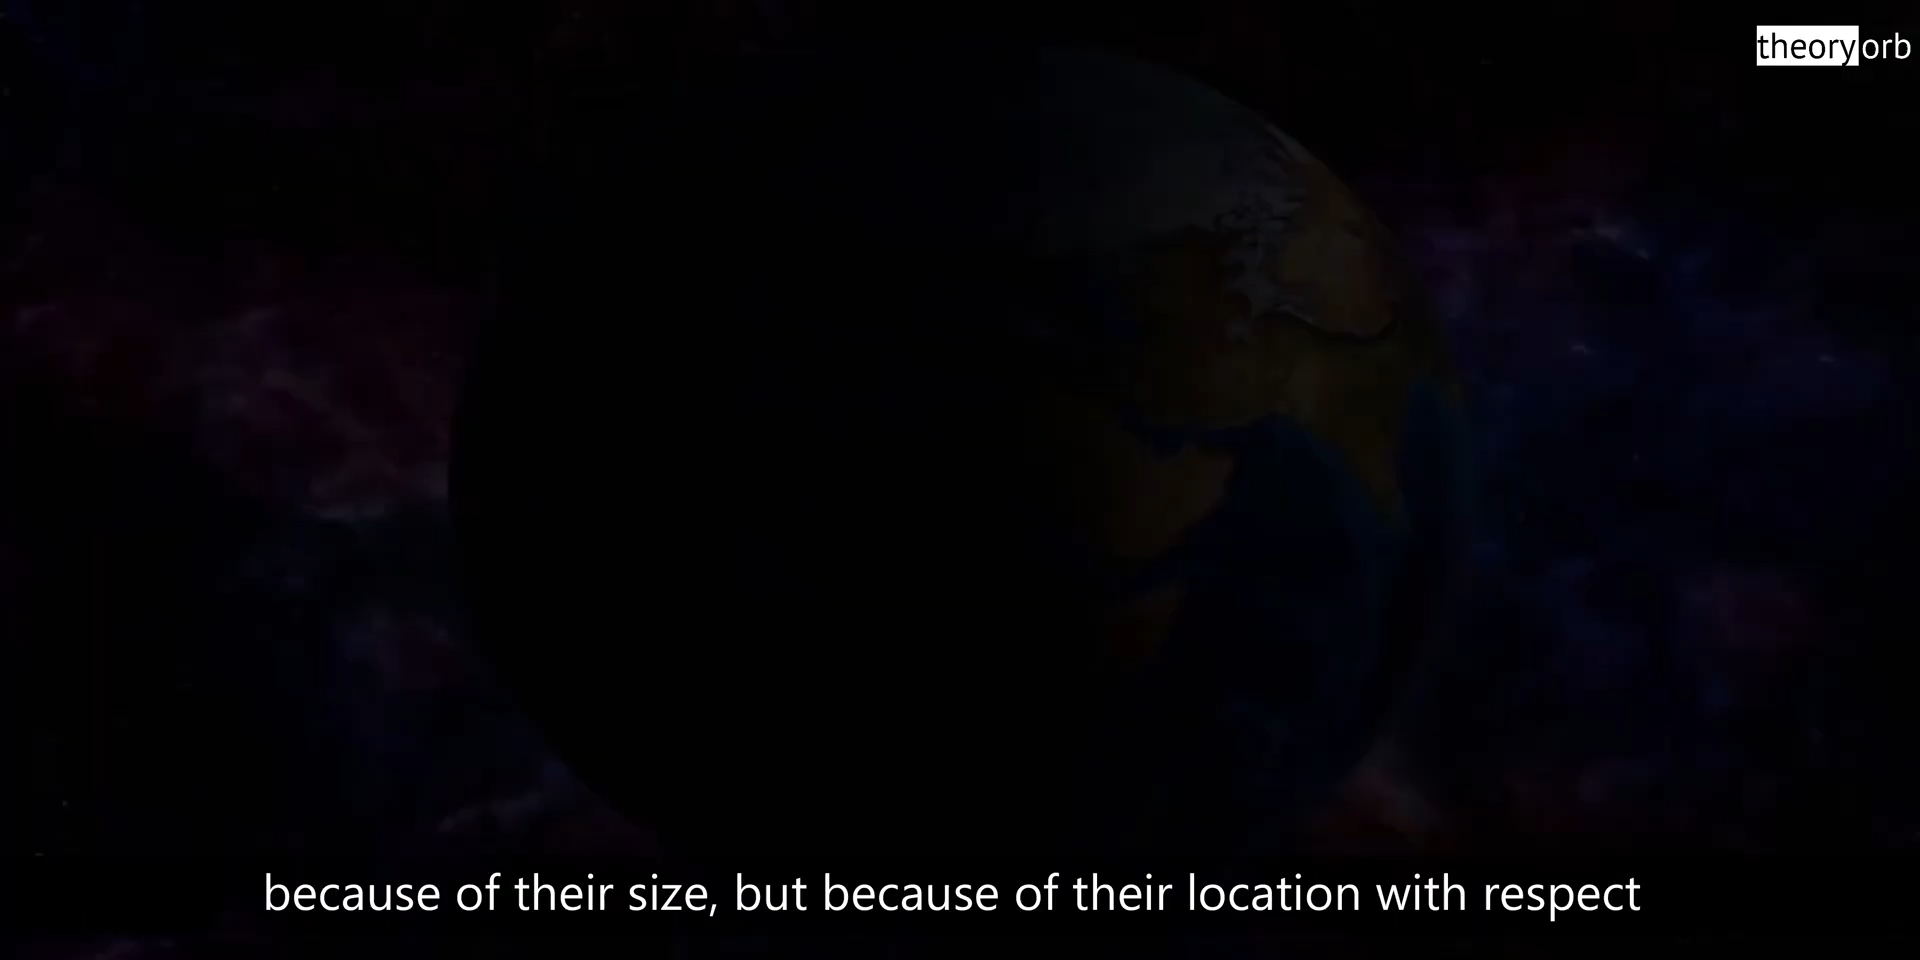 theoryorb
because of their size, but because of their location with respect